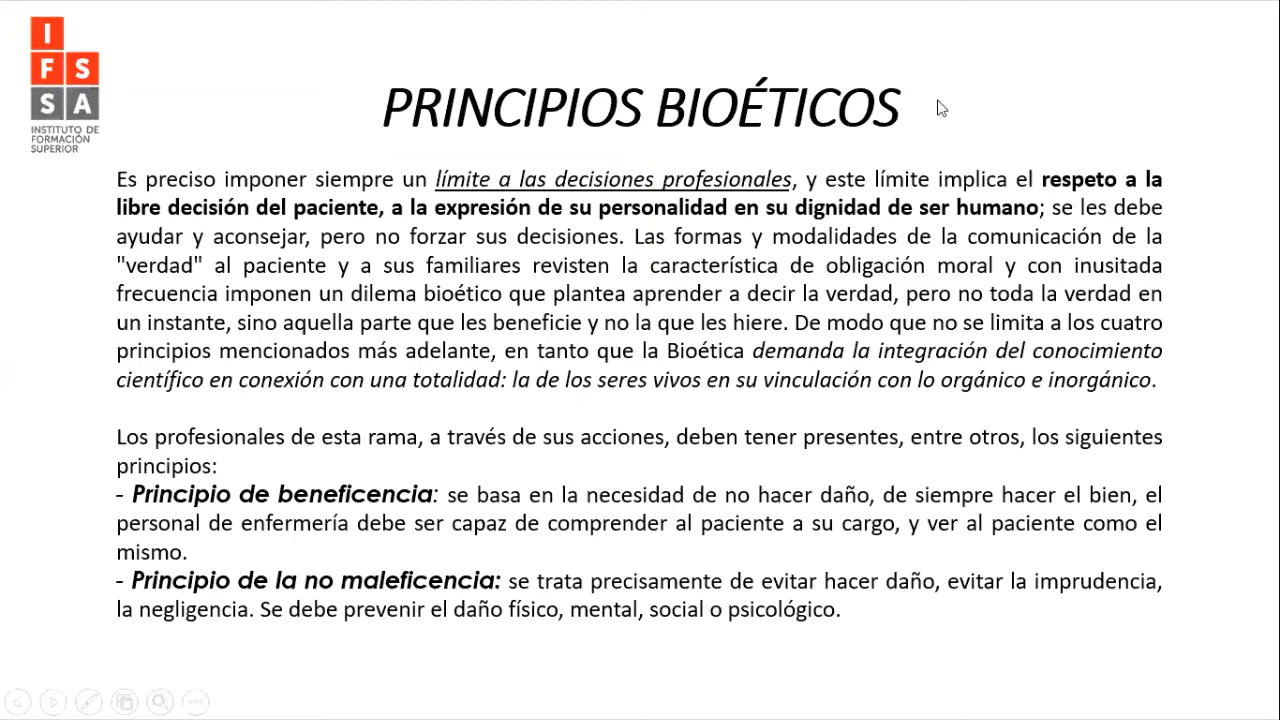 I
F S
S A
INSTITUTO DE
FORMACIÓN
SUPERIOR
PRINCIPIOS BIOÉTICOS
Es preciso imponer siempre un límite a las decisiones profesionales, y este límite implica el respeto a la
libre decisión del paciente, a la expresión de su personalidad en su dignidad de ser humano; se les debe
ayudar y aconsejar, pero no forzar sus decisiones. Las formas y modalidades de la comunicación de la
"verdad" al paciente y a sus familiares revisten la característica de obligación moral y con inusitada
frecuencia imponen un dilema bioético que plantea aprender a decir la verdad, pero no toda la verdad en
un instante, sino aquella parte que les beneficie y no la que les hiere. De modo que no se limita a los cuatro
principios mencionados más adelante, en tanto que la Bioética demanda la integración del conocimiento
científico en conexión con una totalidad: la de los seres vivos en su vinculación con lo orgánico e inorgánico.
Los profesionales de esta rama, a través de sus acciones, deben tener presentes, entre otros, los siguientes
principios:
- Principio de beneficencia: se basa en la necesidad de no hacer daño, de siempre hacer el bien, el
personal de enfermería debe ser capaz de comprender al paciente a su cargo, y ver al paciente como el
mismo.
- Principio de la no maleficencia: se trata precisamente de evitar hacer daño, evitar la imprudencia,
la negligencia. Se debe prevenir el daño físico, mental, social o psicológico.